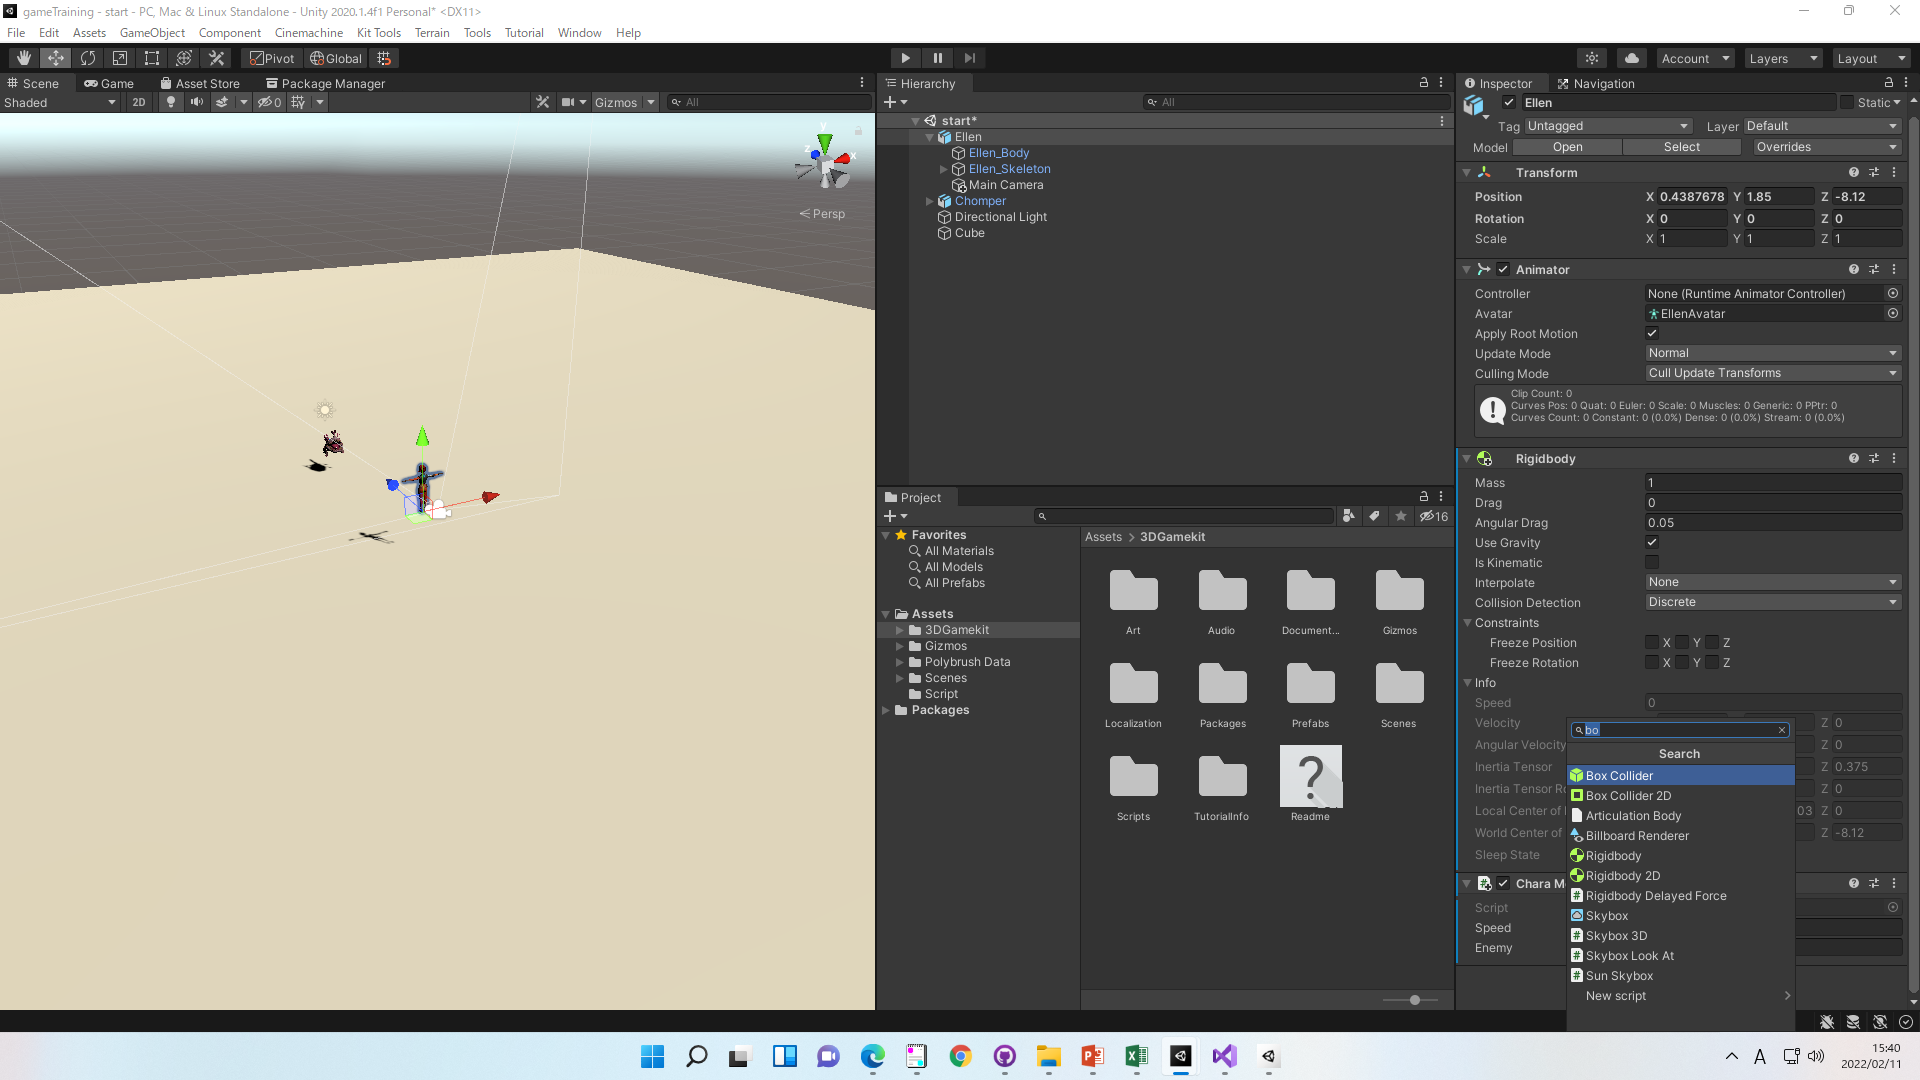 gameTraining - start - PC, Mac & Linux Standalone - Unity 2020.1.4f1 Personal* <DX11>
File Edit Assets GameObject Component Cinemachine Kit Tools Terrain Tools Tutorial Window Help
Pivot Global Account Layers Layout
Scene Game Asset Store Package Manager
Shaded 2D 0 Gizmos All
y
x
z
Persp
Hierarchy
All
start*
Ellen
Ellen_Body
Ellen_Skeleton
Main Camera
Chomper
Directional Light
Cube
Project
16
Favorites
All Materials
All Models
All Prefabs
Assets
3DGamekit
Gizmos
Polybrush Data
Scenes
Script
Packages
Assets > 3DGamekit
Art Audio Document... Gizmos
Localization Packages Prefabs Scenes
Scripts TutorialInfo Readme
Inspector Navigation
Ellen Static
Tag Untagged Layer Default
Model Open Select Overrides
Transform
Position X 0.4387678 Y 1.85 Z -8.12
Rotation X 0 Y 0 Z 0
Scale X 1 Y 1 Z 1
Animator
Controller None (Runtime Animator Controller)
Avatar EllenAvatar
Apply Root Motion
Update Mode Normal
Culling Mode Cull Update Transforms
Clip Count: 0
Curves Pos: 0 Quat: 0 Euler: 0 Scale: 0 Muscles: 0 Generic: 0 PPtr: 0
Curves Count: 0 Constant: 0 (0.0%) Dense: 0 (0.0%) Stream: 0 (0.0%)
Rigidbody
Mass 1
Drag 0
Angular Drag 0.05
Use Gravity
Is Kinematic
Interpolate None
Collision Detection Discrete
Constraints
Freeze Position X Y Z
Freeze Rotation X Y Z
Info
Speed 0
Velocity Z 0
Angular Velocity Z 0
Inertia Tensor Z 0.375
Inertia Tensor Ro Z 0
Local Center of 03 Z 0
World Center of Z -8.12
Sleep State
Chara M
Script
Speed
Enemy
bo
Search
Box Collider
Box Collider 2D
Articulation Body
Billboard Renderer
Rigidbody
Rigidbody 2D
Rigidbody Delayed Force
Skybox
Skybox 3D
Skybox Look At
Sun Skybox
New script
A
15:40
2022/02/11